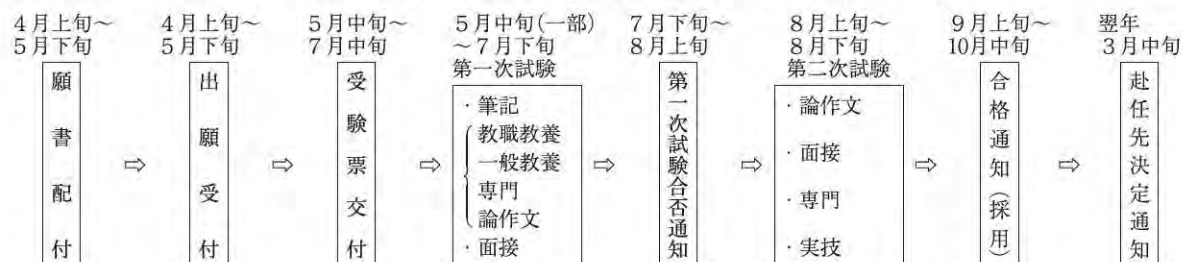 4月上旬～
5月下旬
願書配付
⇨
4月上旬～
5月下旬
出願受付
⇨
5月中旬～
7月中旬
受験票交付
⇨
5月中旬(一部)
～7月下旬
第一次試験
・筆記
教職教養
一般教養
専門
論作文
・面接
⇨
7月下旬～
8月上旬
第一次試験合否通知
⇨
8月上旬～
8月下旬
第二次試験
・論作文
・面接
・専門
・実技
⇨
9月上旬～
10月中旬
合格通知(採用)
⇨
翌年
3月中旬
赴任先決定通知